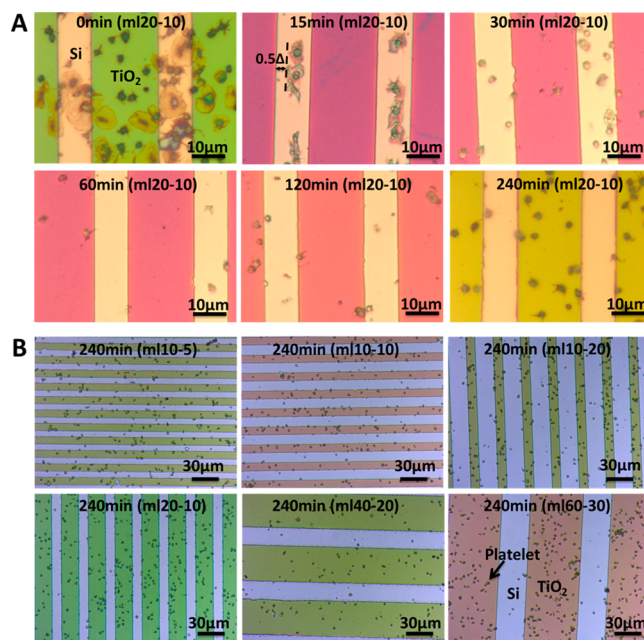 A
0min (ml20-10)
Si
TiO₂
10μm
15min (ml20-10)
0.5Δ
10μm
30min (ml20-10)
10μm
60min (ml20-10)
10μm
120min (ml20-10)
10μm
240min (ml20-10)
10μm
B
240min (ml10-5)
30μm
240min (ml10-10)
30μm
240min (ml10-20)
30μm
240min (ml20-10)
30μm
240min (ml40-20)
30μm
240min (ml60-30)
Platelet
Si
TiO₂
30μm